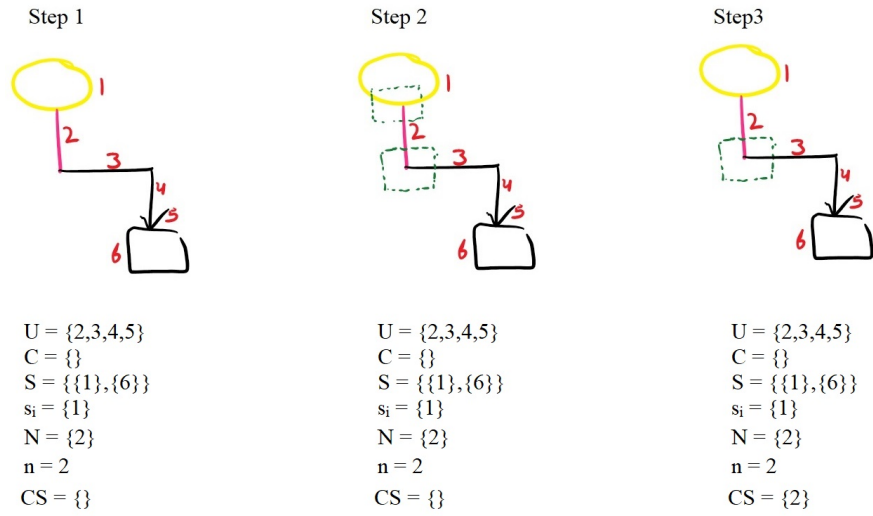 Step 1
Step 2
Step3
1
2
3
4
5
6
1
2
3
4
5
6
1
2
3
4
5
6
U = {2,3,4,5}
C = {}
S = {{1},{6}}
si = {1}
N = {2}
n = 2
CS = {}
U = {2,3,4,5}
C = {}
S = {{1},{6}}
si = {1}
N = {2}
n = 2
CS = {}
U = {2,3,4,5}
C = {}
S = {{1},{6}}
si = {1}
N = {2}
n = 2
CS = {2}